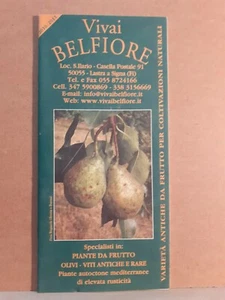 Vivai
BELFIORE
Loc. S.Ilario - Casella Postale 91
50055 - Lastra a Signa (Fi)
Tel. e Fax 055 8724166
Cell. 347 5900869 - 338 3156669
E-mail: info@vivaibelfiore.it
Web: www.vivaibelfiore.it
VARIETÀ ANTICHE DA FRUTTO PER COLTIVAZIONI NATURALI
Specialisti in:
PIANTE DA FRUTTO
OLIVI - VITI ANTICHE E RARE
Piante autoctone mediterranee
di elevata rusticità